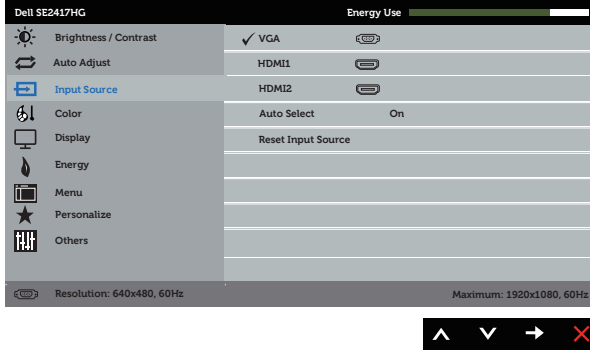 Dell SE2417HG Energy Use
Brightness / Contrast VGA
Auto Adjust HDMI1
Input Source HDMI2
Color Auto Select On
Display Reset Input Source
Energy
Menu
Personalize
Others
Resolution: 640x480, 60Hz Maximum: 1920x1080, 60Hz